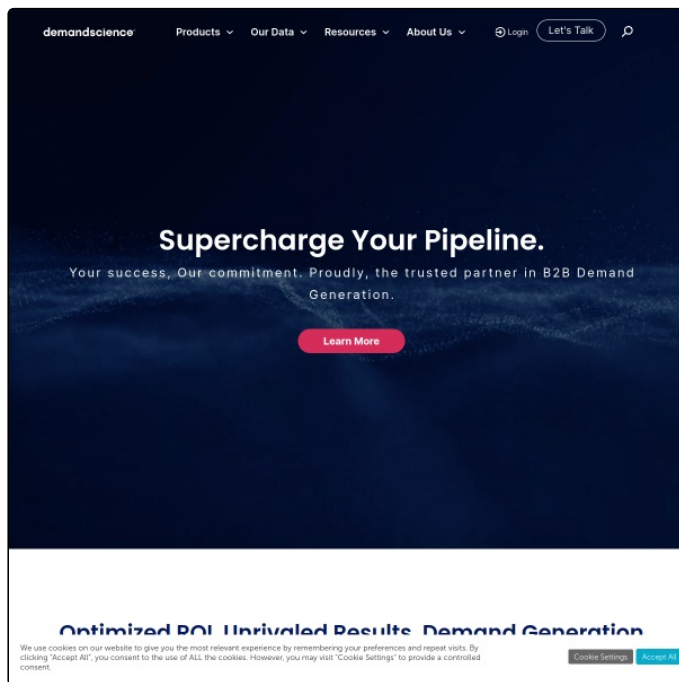 demandscience
Products Our Data Resources About Us Login Let's Talk
Supercharge Your Pipeline.
Your success, Our commitment. Proudly, the trusted partner in B2B Demand
Generation.
Learn More
Optimized ROI. Unrivaled Results. Demand Generation
We use cookies on our website to give you the most relevant experience by remembering your preferences and repeat visits. By
clicking "Accept All", you consent to the use of ALL the cookies. However, you may visit "Cookie Settings" to provide a controlled
consent.
Cookie Settings Accept All